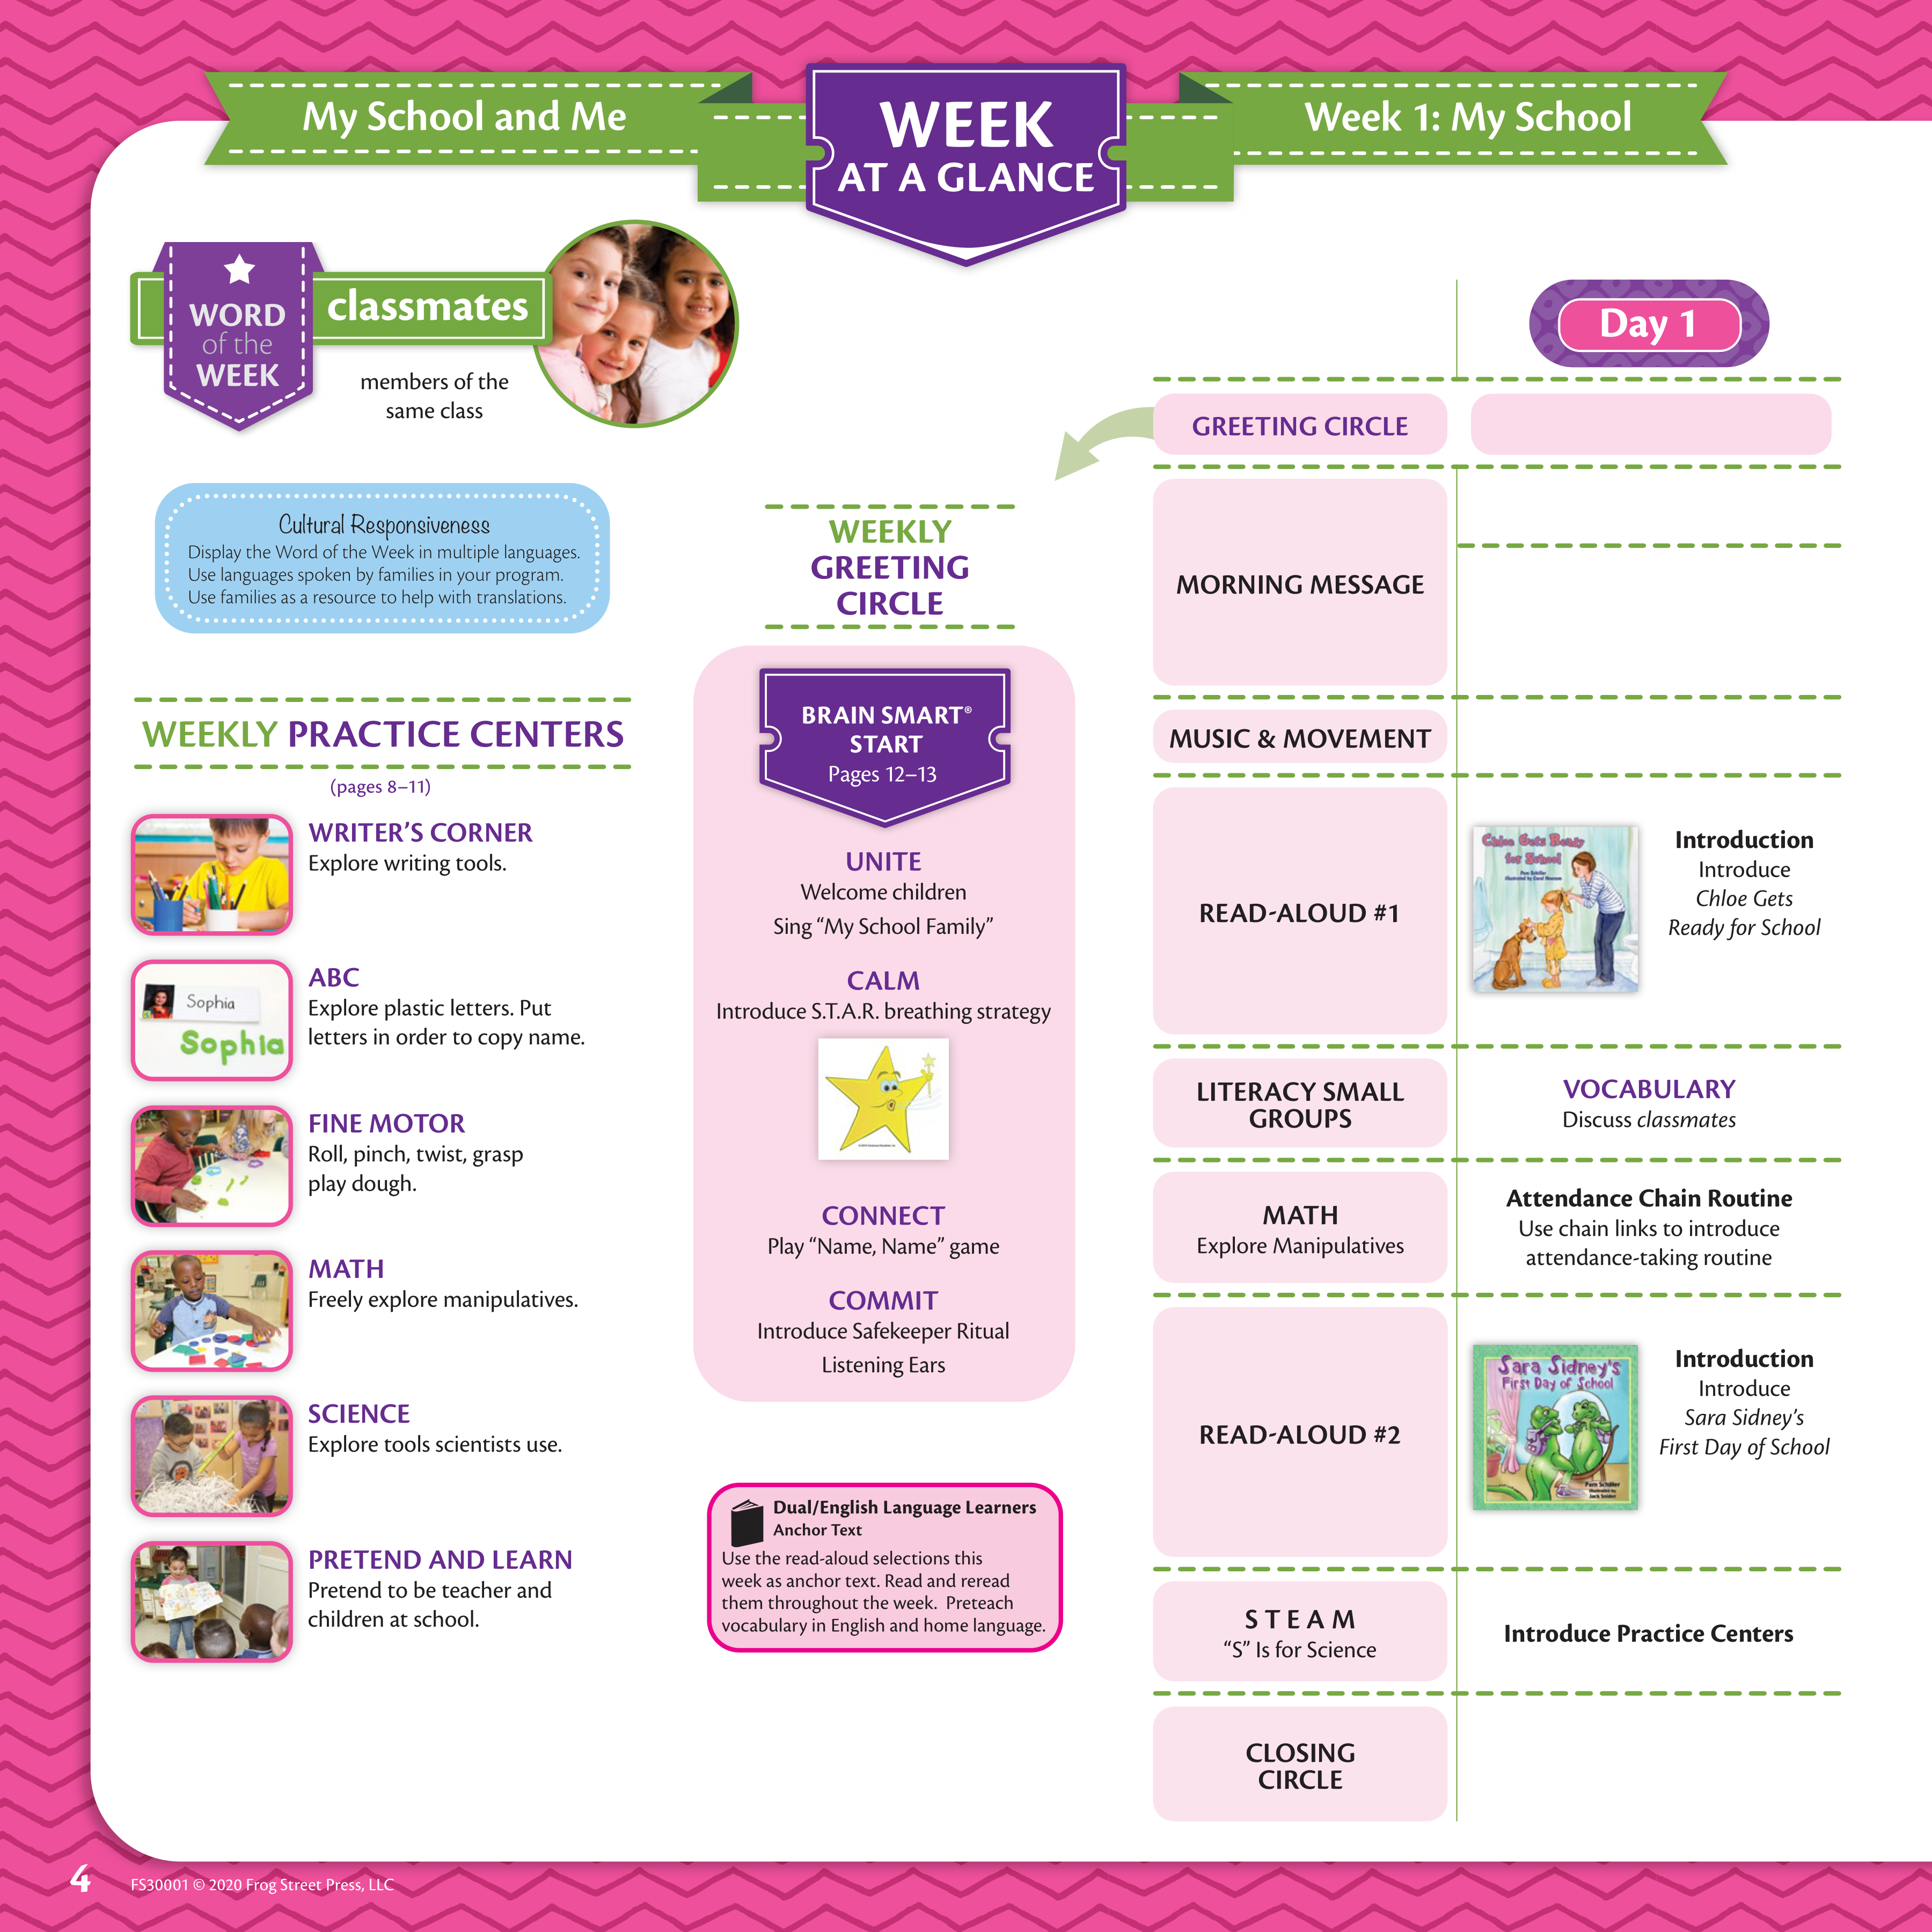 My School and Me
WEEK
AT A GLANCE
Week 1: My School
WORD
of the
WEEK
classmates
members of the
same class
Cultural Responsiveness
Display the Word of the Week in multiple languages.
Use languages spoken by families in your program.
Use families as a resource to help with translations.
WEEKLY PRACTICE CENTERS
(pages 8–11)
WRITER’S CORNER
Explore writing tools.
Sophia
Sophia
ABC
Explore plastic letters. Put
letters in order to copy name.
FINE MOTOR
Roll, pinch, twist, grasp
play dough.
MATH
Freely explore manipulatives.
SCIENCE
Explore tools scientists use.
PRETEND AND LEARN
Pretend to be teacher and
children at school.
WEEKLY
GREETING
CIRCLE
BRAIN SMART®
START
Pages 12–13
UNITE
Welcome children
Sing “My School Family”
CALM
Introduce S.T.A.R. breathing strategy
CONNECT
Play “Name, Name” game
COMMIT
Introduce Safekeeper Ritual
Listening Ears
Dual/English Language Learners
Anchor Text
Use the read-aloud selections this
week as anchor text. Read and reread
them throughout the week. Preteach
vocabulary in English and home language.
Day 1
GREETING CIRCLE
MORNING MESSAGE
MUSIC & MOVEMENT
READ-ALOUD #1
Chloe Gets Ready
for School
Pam Schiller
Introduction
Introduce
Chloe Gets
Ready for School
LITERACY SMALL
GROUPS
VOCABULARY
Discuss classmates
MATH
Explore Manipulatives
Attendance Chain Routine
Use chain links to introduce
attendance-taking routine
READ-ALOUD #2
Sara Sidney's
First Day of School
Pam Schiller
Illustrated by
Jack Snider
Introduction
Introduce
Sara Sidney’s
First Day of School
S T E A M
“S” Is for Science
Introduce Practice Centers
CLOSING
CIRCLE
4
FS30001 © 2020 Frog Street Press, LLC